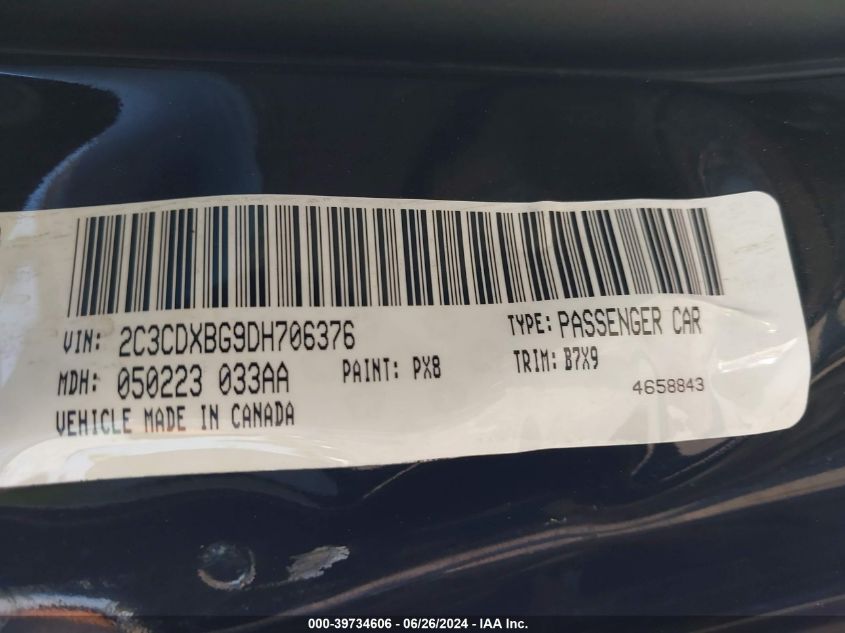 VIN: 2C3CDXBG9DH706376 TYPE: PASSENGER CAR
MDH: 050223 033AA PAINT: PX8 TRIM: B7X9
VEHICLE MADE IN CANADA 4658843
000-39734606 - 06/26/2024 - IAA Inc.